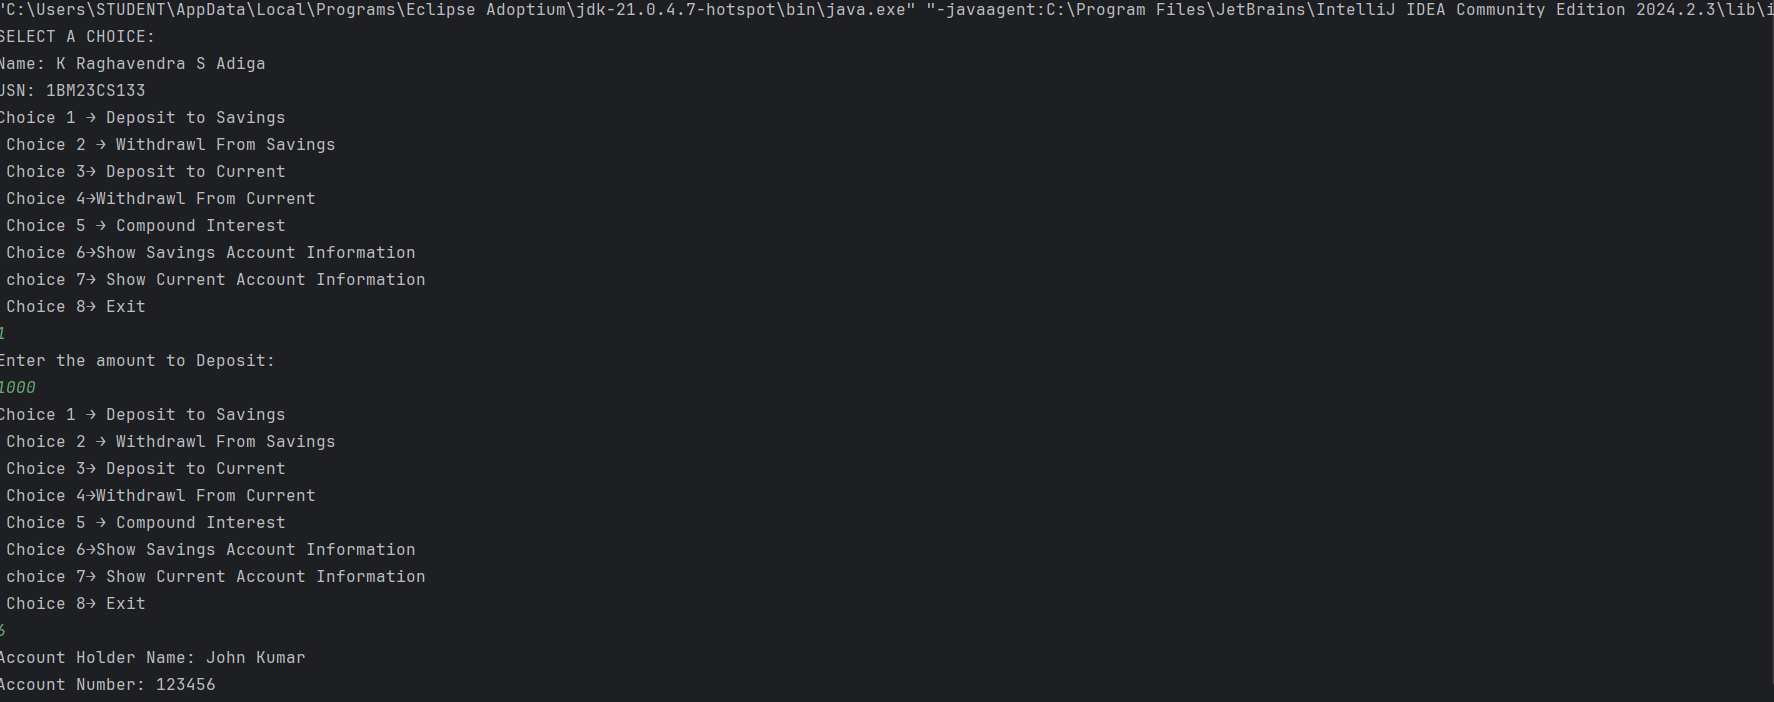 "C:\Users\STUDENT\AppData\Local\Programs\Eclipse Adoptium\jdk-21.0.4.7-hotspot\bin\java.exe" "-javaagent:C:\Program Files\JetBrains\IntelliJ IDEA Community Edition 2024.2.3\lib\i
SELECT A CHOICE:
Name: K Raghavendra S Adiga
USN: 1BM23CS133
Choice 1 → Deposit to Savings
Choice 2 → Withdrawl From Savings
Choice 3→ Deposit to Current
Choice 4→Withdrawl From Current
Choice 5 → Compound Interest
Choice 6→Show Savings Account Information
choice 7→ Show Current Account Information
Choice 8→ Exit
1
Enter the amount to Deposit:
1000
Choice 1 → Deposit to Savings
Choice 2 → Withdrawl From Savings
Choice 3→ Deposit to Current
Choice 4→Withdrawl From Current
Choice 5 → Compound Interest
Choice 6→Show Savings Account Information
choice 7→ Show Current Account Information
Choice 8→ Exit
6
Account Holder Name: John Kumar
Account Number: 123456